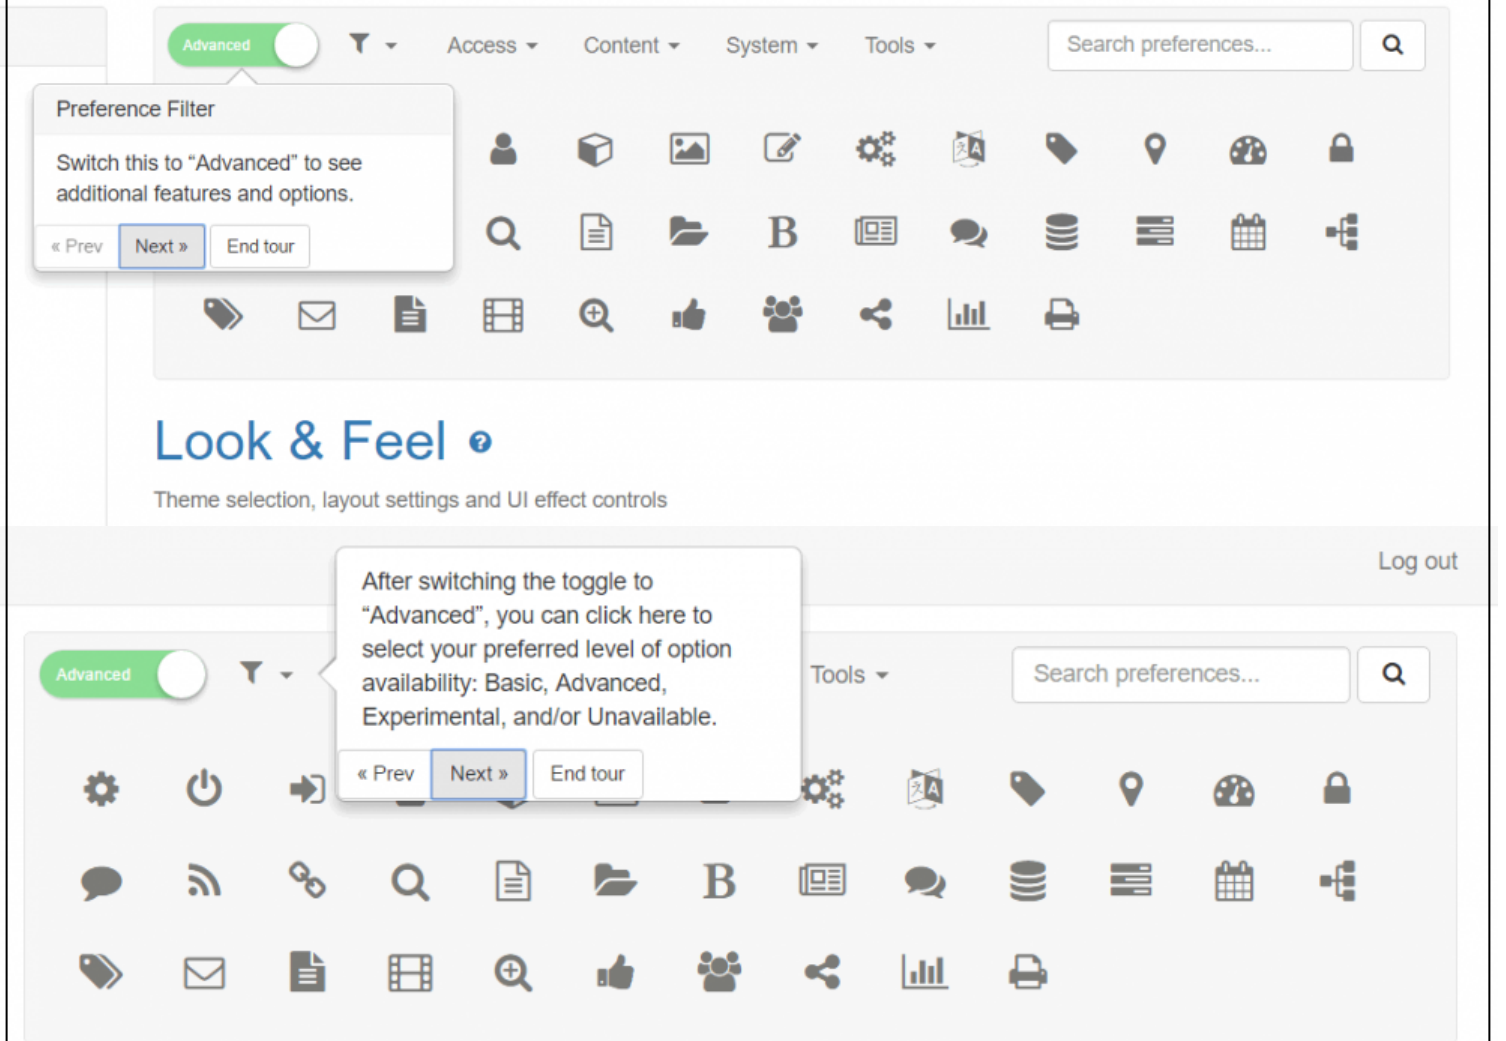 Advanced
Access
Content
System
Tools
Search preferences...
Preference Filter
Switch this to “Advanced” to see
additional features and options.
« Prev
Next »
End tour
B
Look & Feel
Theme selection, layout settings and UI effect controls
Log out
After switching the toggle to
“Advanced”, you can click here to
select your preferred level of option
availability: Basic, Advanced,
Experimental, and/or Unavailable.
Advanced
Tools
Search preferences...
« Prev
Next »
End tour
B